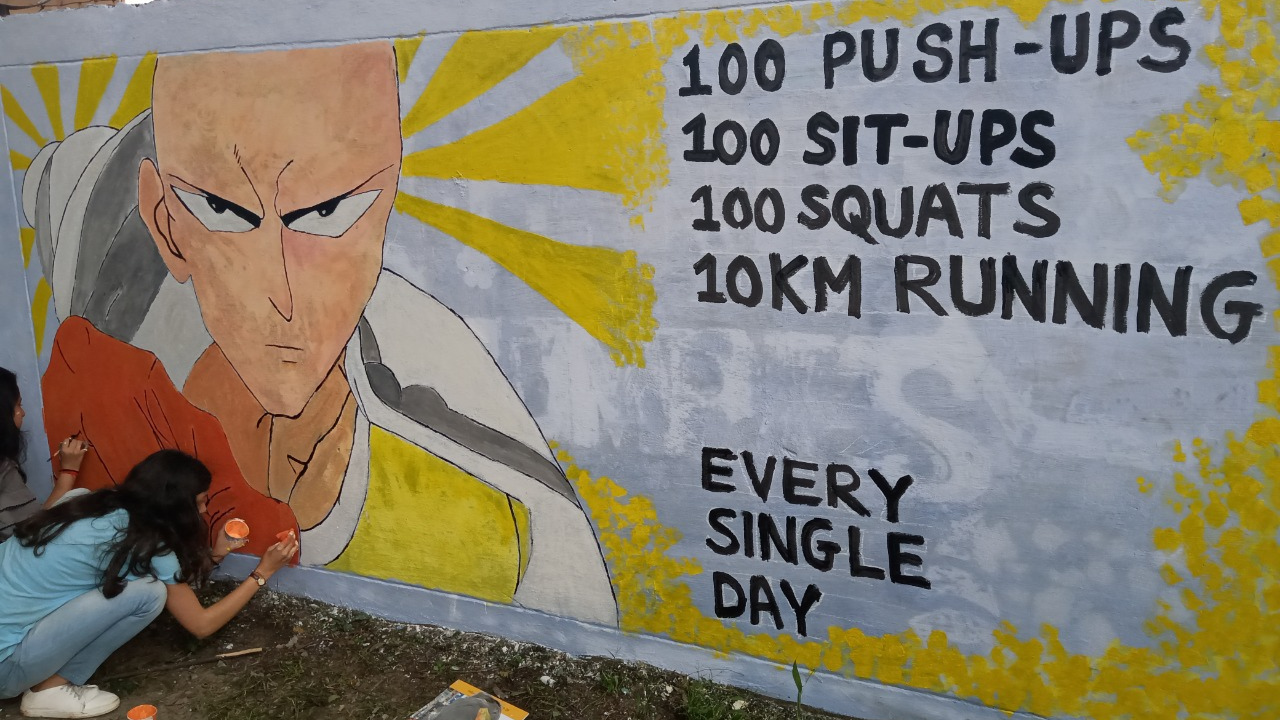 100 PUSH-UPS
100 SIT-UPS
100 SQUATS
10KM RUNNING
EVERY
SINGLE
DAY